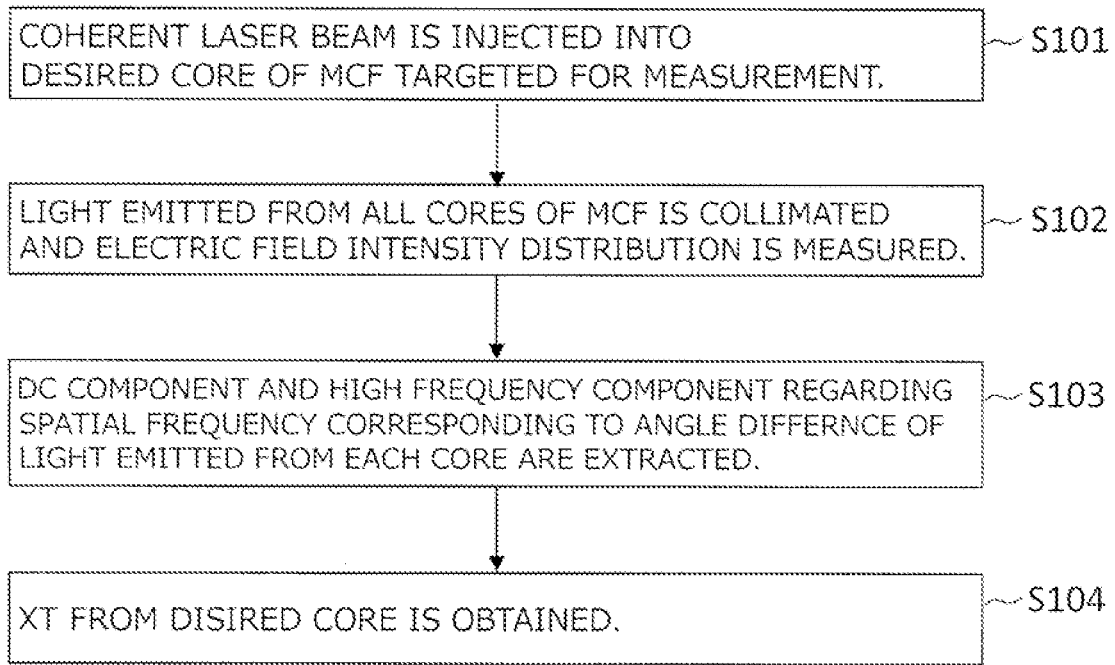 COHERENT LASER BEAM IS INJECTED INTO
DESIRED CORE OF MCF TARGETED FOR MEASUREMENT.
S101
LIGHT EMITTED FROM ALL CORES OF MCF IS COLLIMATED
AND ELECTRIC FIELD INTENSITY DISTRIBUTION IS MEASURED.
S102
DC COMPONENT AND HIGH FREQUENCY COMPONENT REGARDING
SPATIAL FREQUENCY CORRESPONDING TO ANGLE DIFFERNCE OF
LIGHT EMITTED FROM EACH CORE ARE EXTRACTED.
S103
XT FROM DISIRED CORE IS OBTAINED.
S104